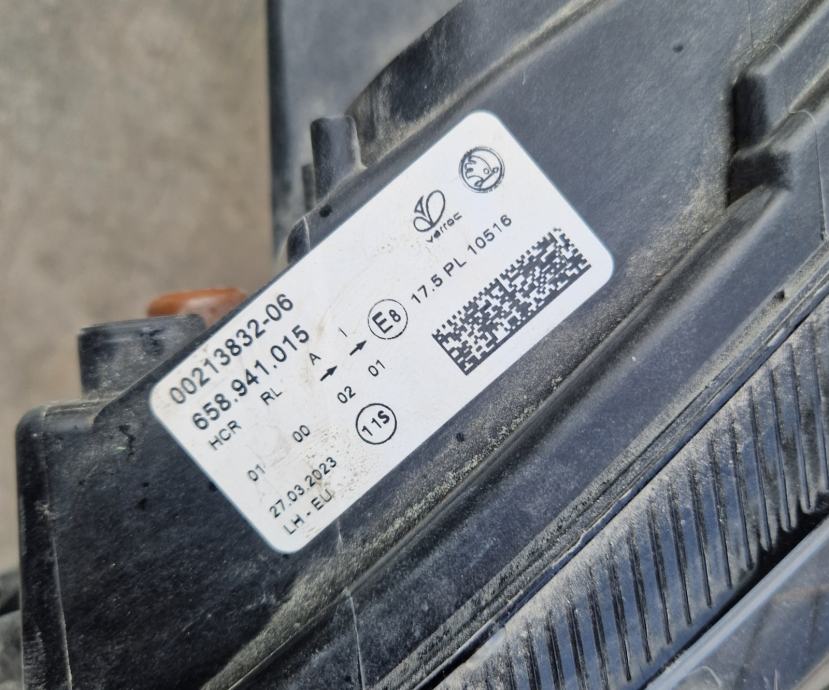 varroc
00213832-06
658.941.015
HCR RL A I E8 17.5 PL 10516
01 00 02 01
27.03.2023 11S
LH - EU